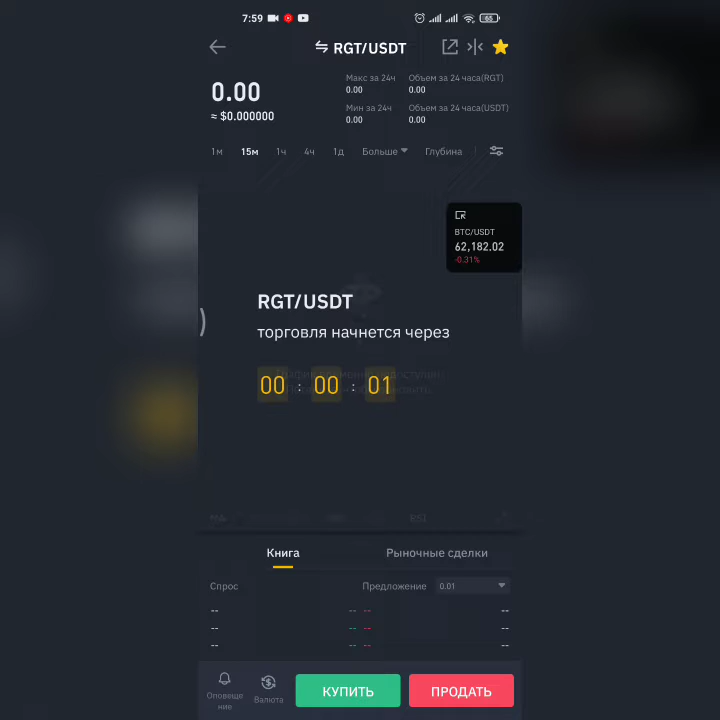 7:59
65
RGT/USDT
0.00
≈ $0.000000
Макс за 24ч
0.00
Объем за 24 часа(RGT)
0.00
Мин за 24ч
0.00
Объем за 24 часа(USDT)
0.00
1м 15м 1ч 4ч 1д Больше Глубина
BTC/USDT
62,182.02
-0.31%
RGT/USDT
торговля начнется через
00 : 00 : 01
Книга Рыночные сделки
Спрос Предложение 0.01
-- -- -- --
-- -- -- --
-- -- -- --
Оповеще
ние
Валюта
КУПИТЬ
ПРОДАТЬ